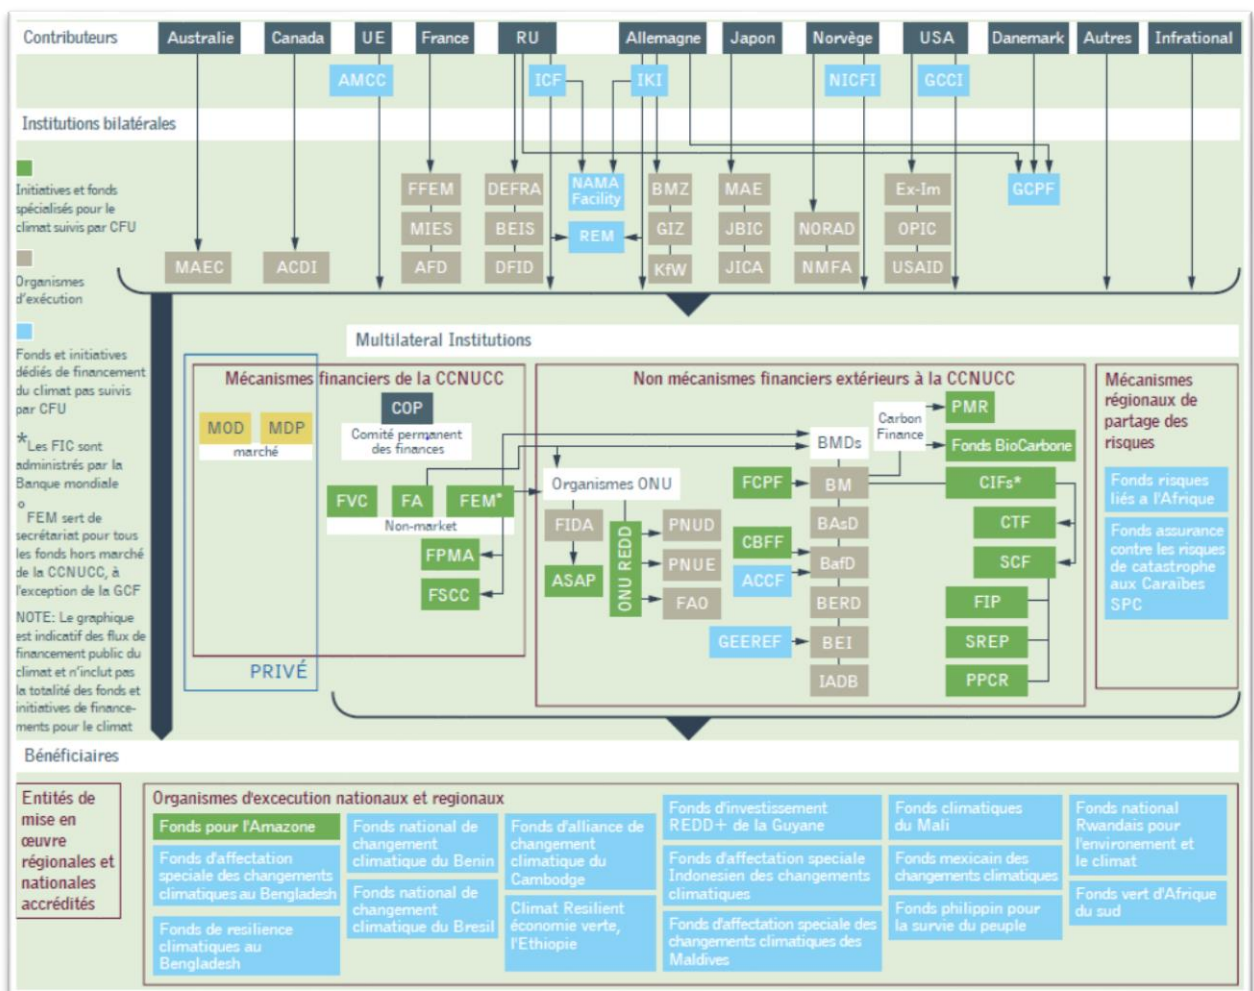 Contributeurs
Australie
Canada
UE
France
RU
Allemagne
Japon
Norvège
USA
Danemark
Autres
Infrational
AMCC
ICF
IKI
NICFI
GCCI
Institutions bilatérales
Initiatives et fonds
spécialisés pour le
climat suivis par CFU
Organismes
d'exécution
Fonds et initiatives
dédiés de financement
du climat pas suivis
par CFU
*Les FIC sont
administrés par la
Banque mondiale
° FEM sert de
secrétariat pour tous
les fonds hors marché
de la CCNUCC, à
l'exception de la GCF
NOTE: Le graphique
est indicatif des flux de
financement public du
climat et n'inclut pas
la totalité des fonds et
initiatives de finance-
ments pour le climat
MAEC
ACDI
FFEM
MIES
AFD
DEFRA
BEIS
DFID
NAMA
Facility
REM
BMZ
GIZ
KfW
MAE
JBIC
JICA
NORAD
NMFA
Ex-Im
OPIC
USAID
GCPF
Multilateral Institutions
Mécanismes financiers de la CCNUCC
MOD
MDP
marché
COP
Comité permanent
des finances
FVC
FA
FEM°
Non-market
FPMA
FSCC
PRIVÉ
Non mécanismes financiers extérieurs à la CCNUCC
Organismes ONU
FIDA
ASAP
ONU REDD
PNUD
PNUE
FAO
FCPF
CBFF
ACCF
GEEREF
BMDs
BM
BAsD
BafD
BERD
BEI
IADB
Carbon
Finance
PMR
Fonds BioCarbone
CIFs*
CTF
SCF
FIP
SREP
PPCR
Mécanismes
régionaux de
partage des
risques
Fonds risques
liés a l'Afrique
Fonds assurance
contre les risques
de catastrophe
aux Caraïbes
SPC
Bénéficiaires
Entités de
mise en
œuvre
régionales et
nationales
accrédités
Organismes d'excecution nationaux et regionaux
Fonds pour l'Amazone
Fonds d'affectation
speciale des changements
climatiques au Bengladesh
Fonds de resilience
climatiques au
Bengladesh
Fonds national de
changement
climatique du Benin
Fonds national de
changement
climatique du Bresil
Fonds d'alliance de
changement
climatique du
Cambodge
Climat Resilient
économie verte,
l'Ethiopie
Fonds d'investissement
REDD+ de la Guyane
Fonds d'affectation speciale
Indonesien des changements
climatiques
Fonds d'affectation speciale des
changements climatiques des
Maldives
Fonds climatiques
du Mali
Fonds mexicain des
changements climatiques
Fonds philippin pour
la survie du peuple
Fonds national
Rwandais pour
l'environement et
le climat
Fonds vert d'Afrique
du sud